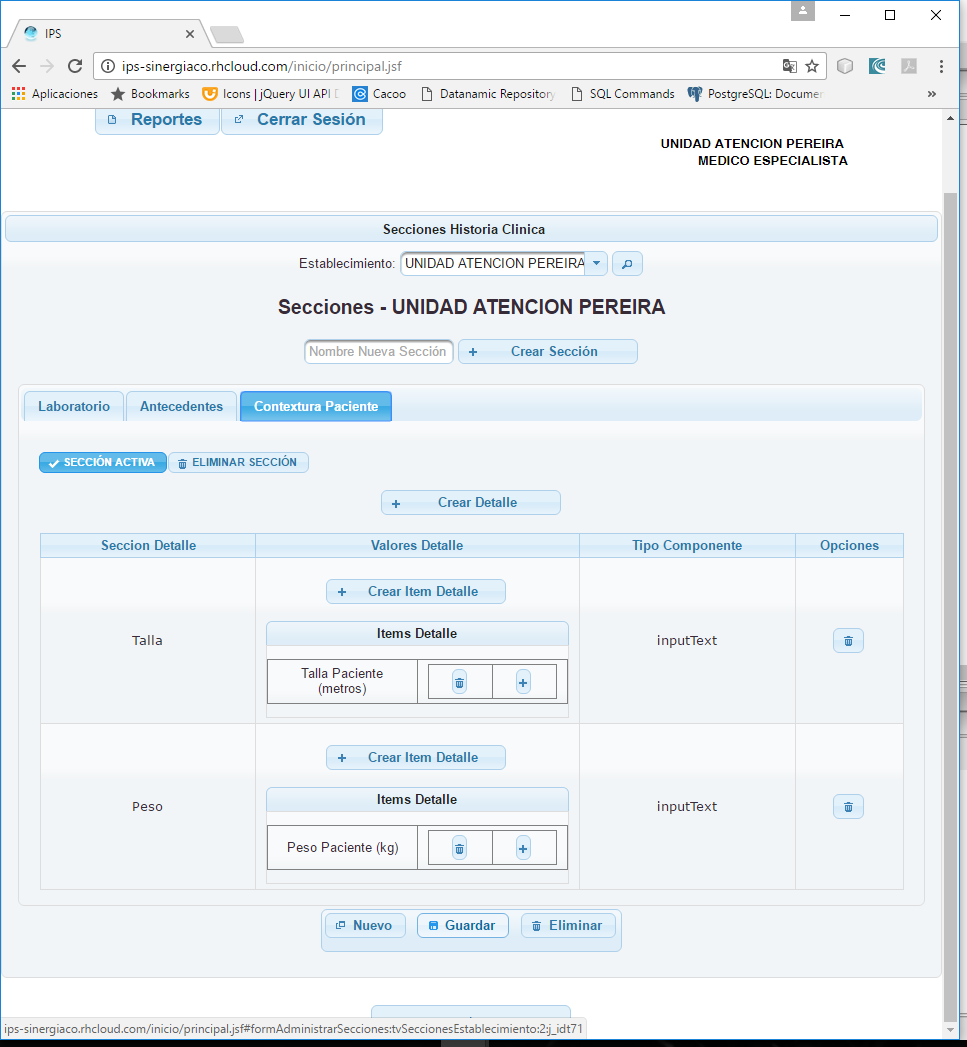 IPS
ips-sinergiaco.rhcloud.com/inicio/principal.jsf
Aplicaciones Bookmarks Icons | jQuery UI API Cacoo Datanamic Repository SQL Commands PostgreSQL: Documen
Reportes Cerrar Sesión
UNIDAD ATENCION PEREIRA
MEDICO ESPECIALISTA
Secciones Historia Clinica
Establecimiento: UNIDAD ATENCION PEREIRA
Secciones - UNIDAD ATENCION PEREIRA
Nombre Nueva Sección Crear Sección
Laboratorio Antecedentes Contextura Paciente
SECCIÓN ACTIVA ELIMINAR SECCIÓN
Crear Detalle
Seccion Detalle Valores Detalle Tipo Componente Opciones
Crear Item Detalle
Items Detalle
Talla inputText
Talla Paciente
(metros)
Crear Item Detalle
Items Detalle
Peso inputText
Peso Paciente (kg)
Nuevo Guardar Eliminar
ips-sinergiaco.rhcloud.com/inicio/principal.jsf#formAdministrarSecciones:tvSeccionesEstablecimiento:2:j_idt71